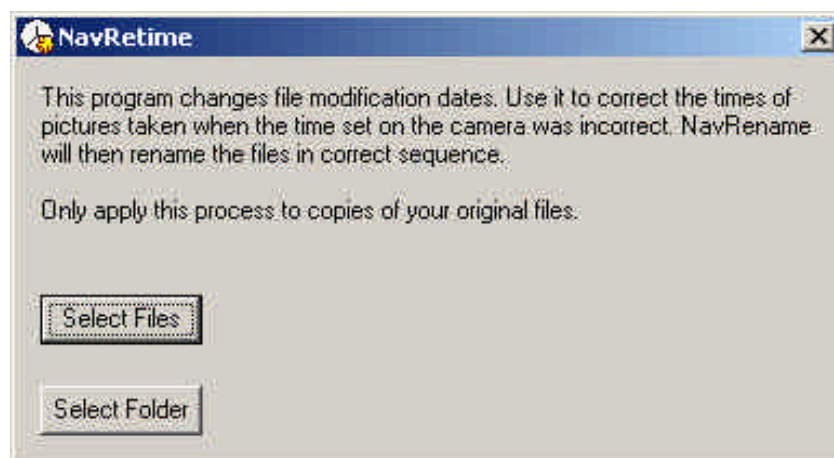 NavRetime
This program changes file modification dates. Use it to correct the times of
pictures taken when the time set on the camera was incorrect. NavRename
will then rename the files in correct sequence.
Only apply this process to copies of your original files.
Select Files
Select Folder